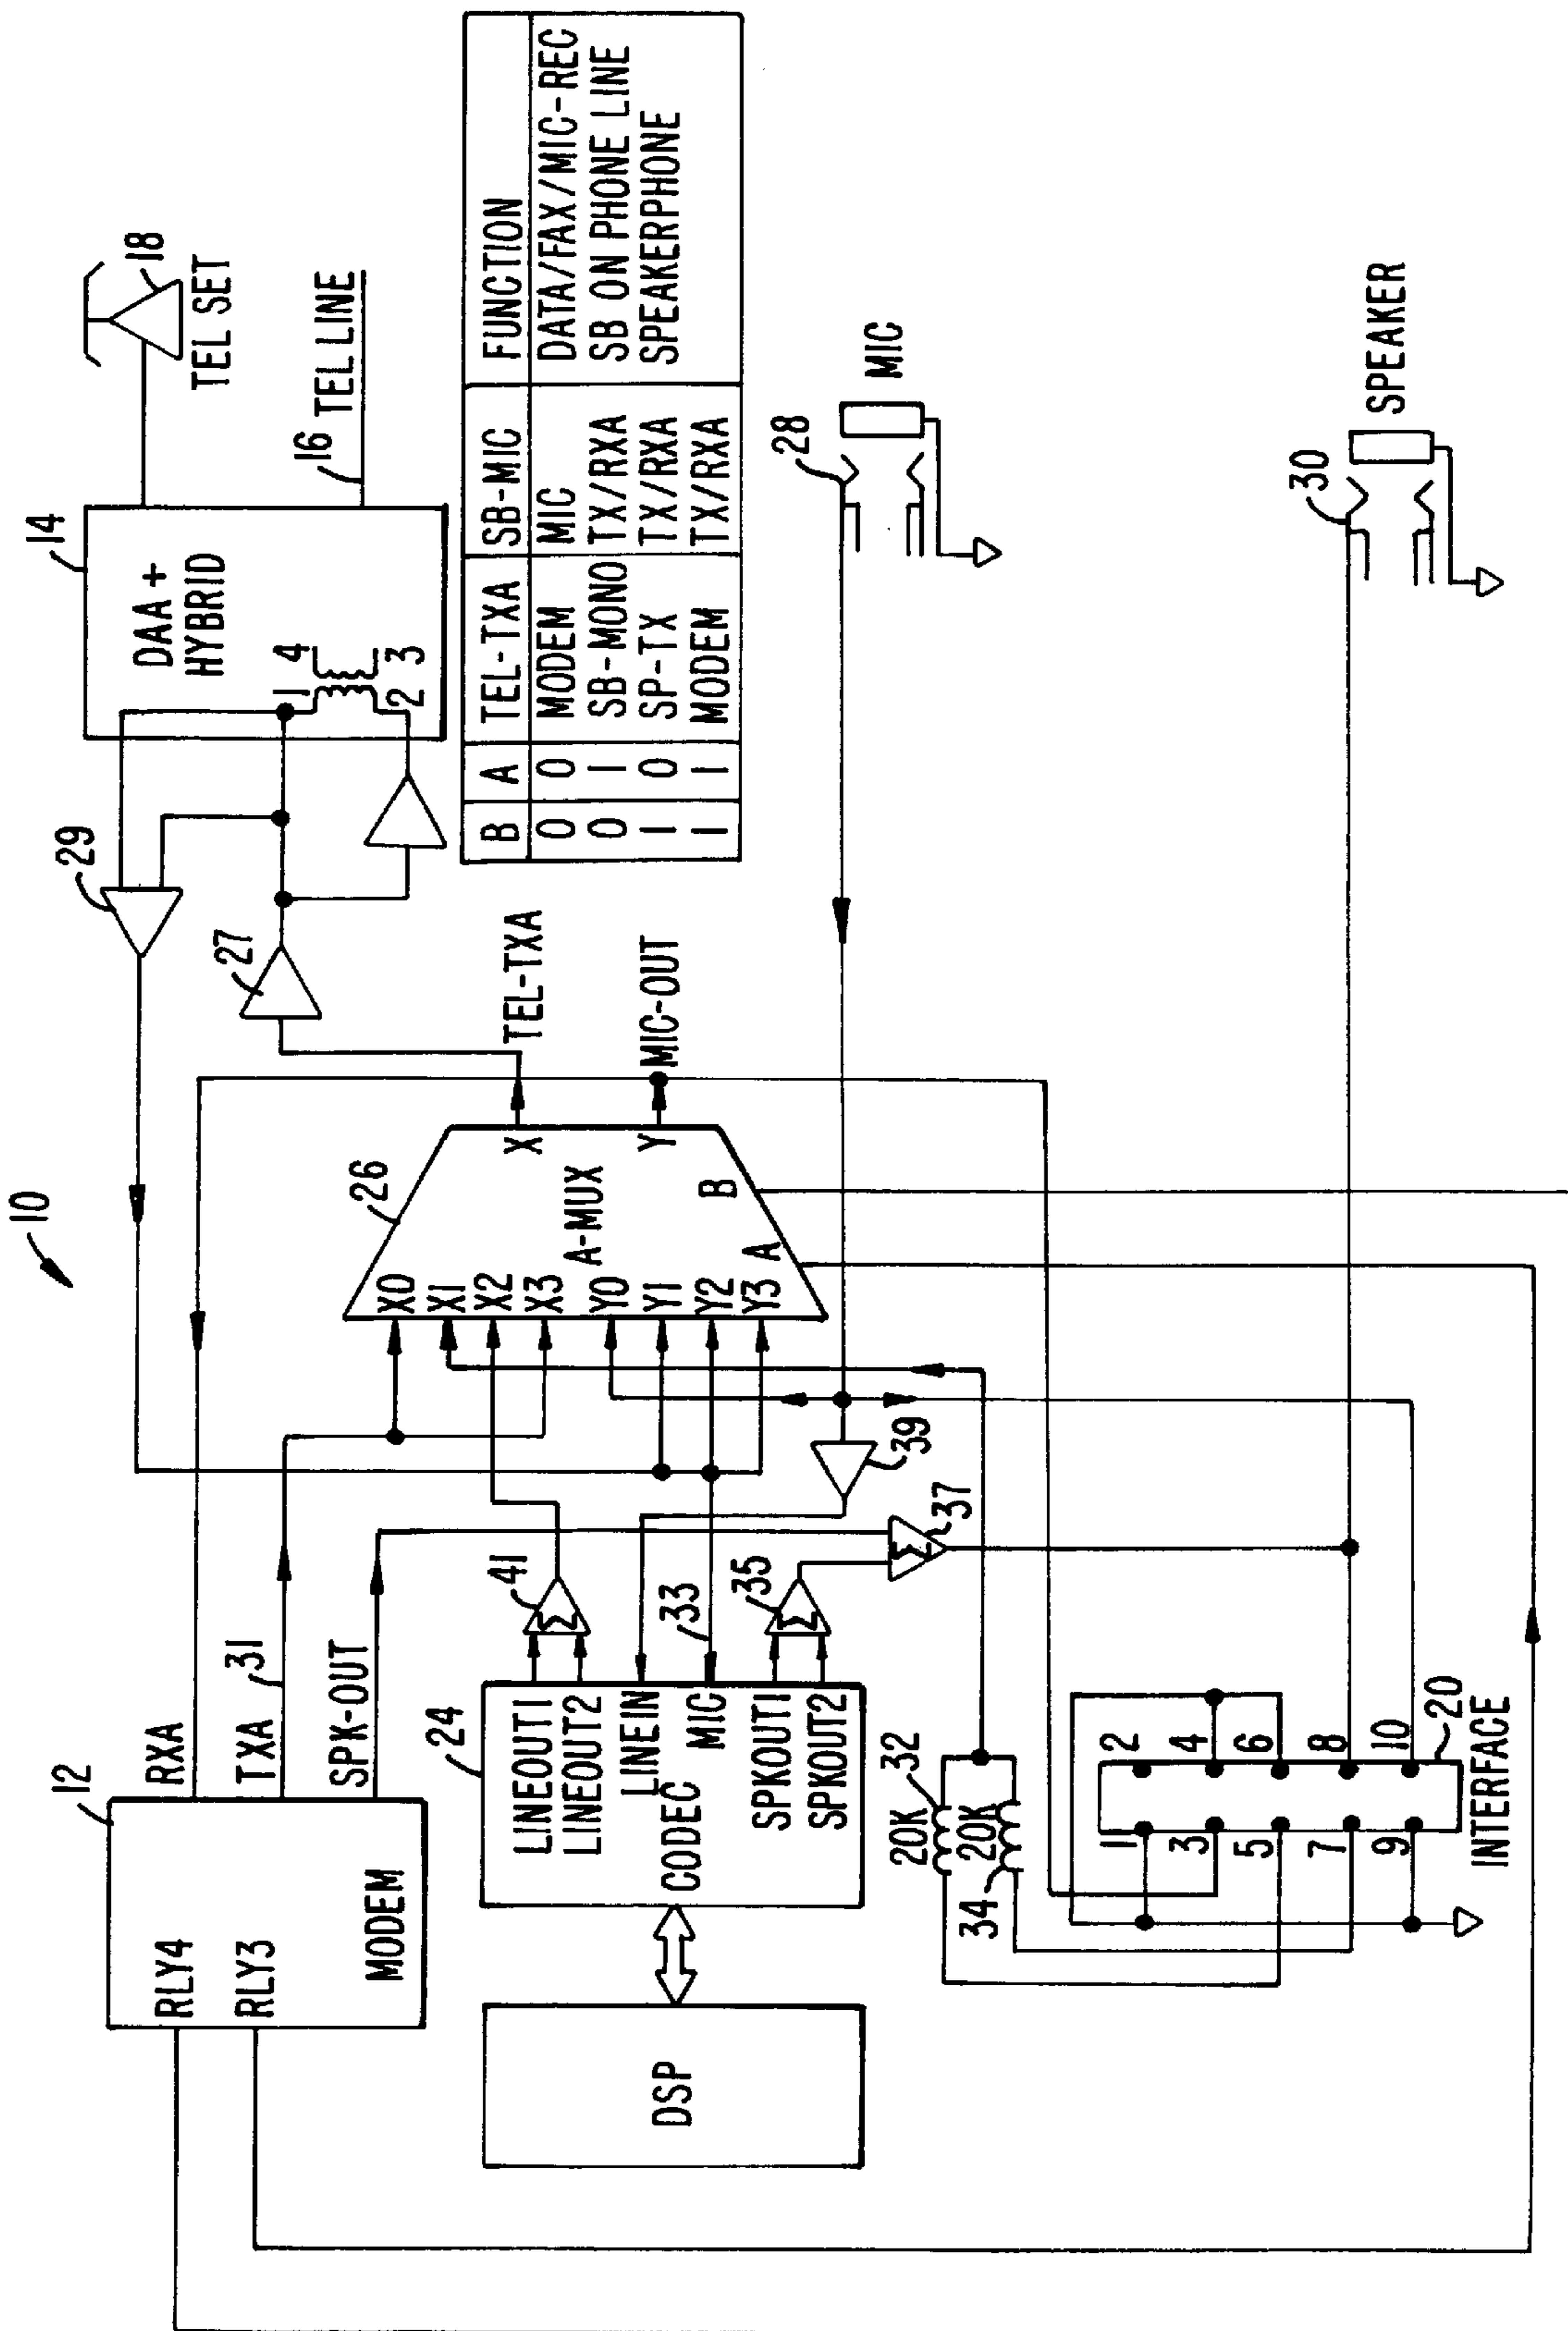 10
12
RLY4
RLY3
MODEM
RXA
TXA
31
SPK-OUT
29
27
14
DAA +
HYBRID
1
4
2
3
18
TEL SET
16
TEL LINE
26
X0
X1
X2
X3
Y0
Y1
Y2
Y3
A-MUX
X
Y
A
B
TEL-TXA
MIC-OUT
B A TEL-TXA SB-MIC FUNCTION
0 0 MODEM MIC DATA/FAX/MIC-REC
0 1 SB-MONO TX/RXA SB ON PHONE LINE
1 0 SP-TX TX/RXA SPEAKERPHONE
1 1 MODEM TX/RXA
DSP
24
LINEOUT1
LINEOUT2
LINEIN
CODEC
MIC
SPKOUT1
SPKOUT2
41
Σ
33
35
Σ
39
37
Σ
28
MIC
30
SPEAKER
20K
32
20K
34
1 2
3 4
5 6
7 8
9 10
20
INTERFACE